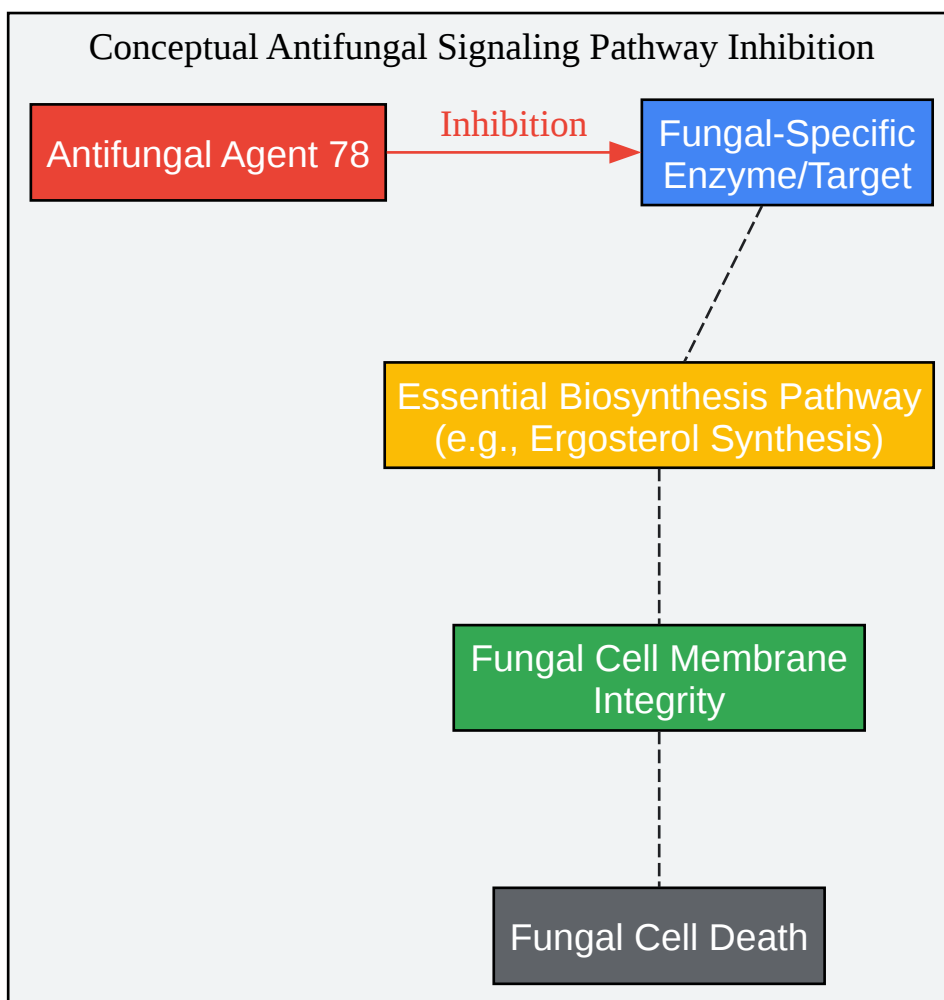 Conceptual Antifungal Signaling Pathway Inhibition
Antifungal Agent 78
Inhibition
Fungal-Specific
Enzyme/Target
Essential Biosynthesis Pathway
(e.g., Ergosterol Synthesis)
Fungal Cell Membrane
Integrity
Fungal Cell Death